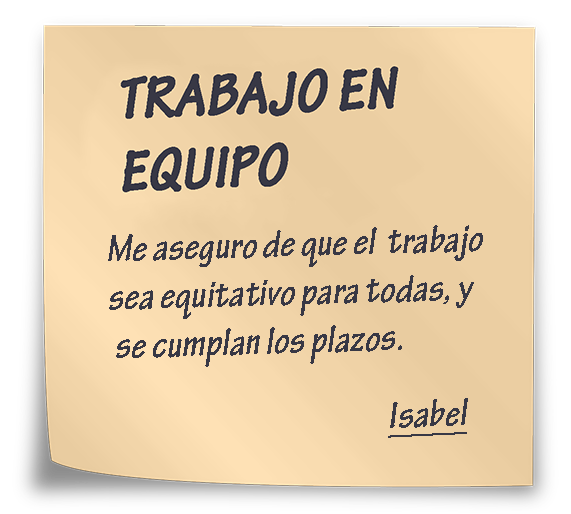 TRABAJO EN
EQUIPO
Me aseguro de que el trabajo
sea equitativo para todas, y
se cumplan los plazos.
Isabel